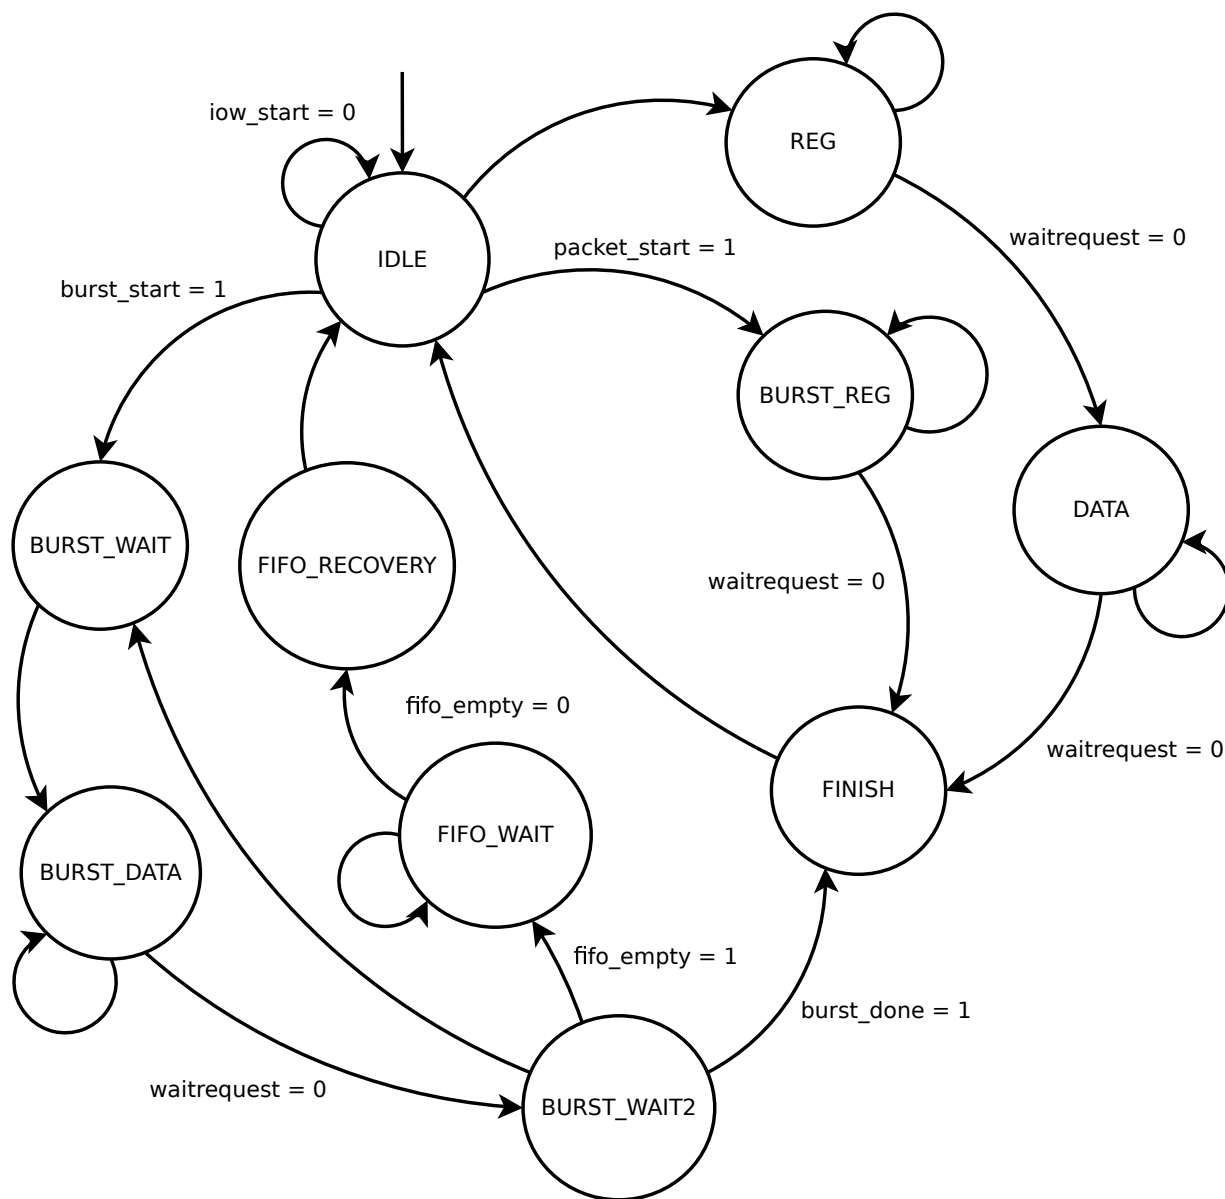 iow_start = 0
REG
waitrequest = 0
IDLE
packet_start = 1
burst_start = 1
BURST_REG
DATA
BURST_WAIT
FIFO_RECOVERY
waitrequest = 0
fifo_empty = 0
waitrequest = 0
FINISH
FIFO_WAIT
BURST_DATA
fifo_empty = 1
burst_done = 1
waitrequest = 0
BURST_WAIT2